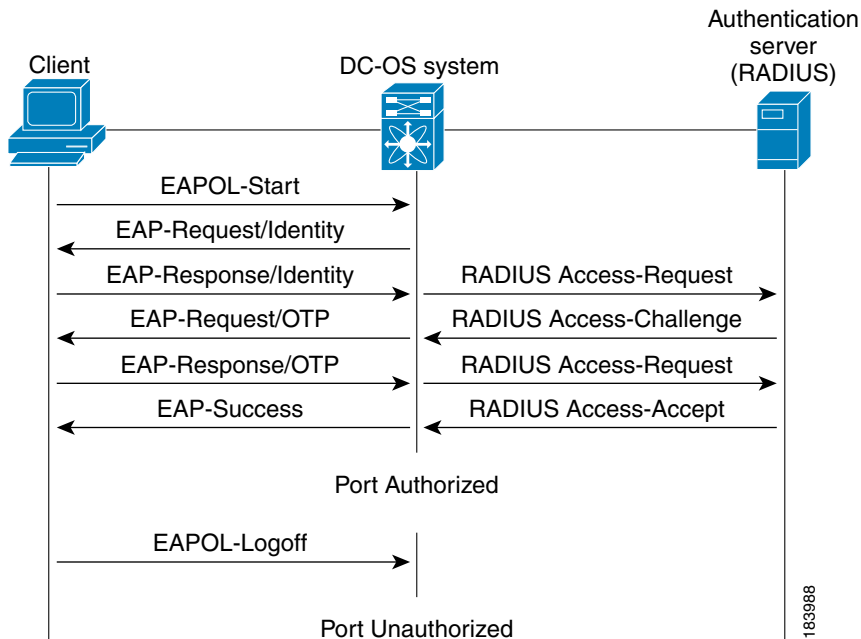 Authentication
server
(RADIUS)
Client
DC-OS system
EAPOL-Start
EAP-Request/Identity
EAP-Response/Identity
RADIUS Access-Request
EAP-Request/OTP
RADIUS Access-Challenge
EAP-Response/OTP
RADIUS Access-Request
EAP-Success
RADIUS Access-Accept
Port Authorized
EAPOL-Logoff
Port Unauthorized
183988